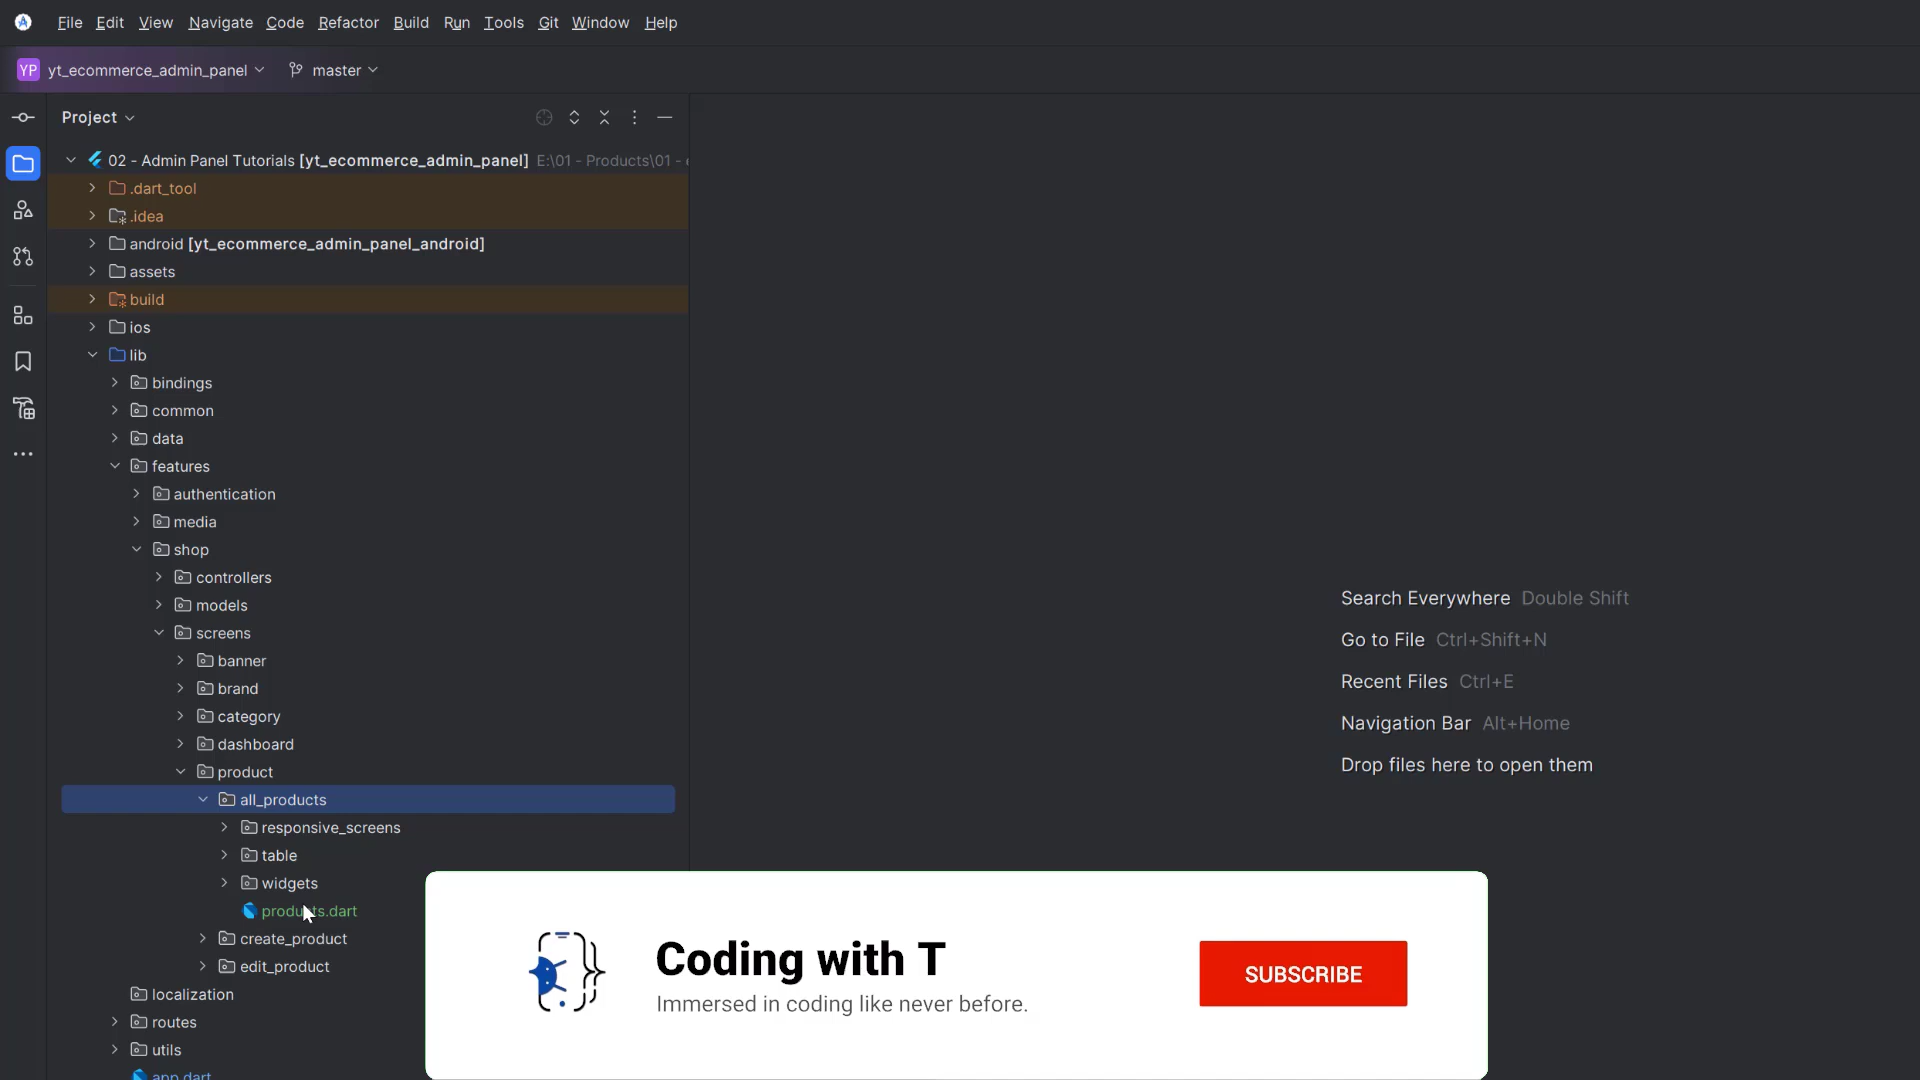 File Edit View Navigate Code Refactor Build Run Tools Git Window Help
YP yt_ecommerce_admin_panel master
Project
02 - Admin Panel Tutorials [yt_ecommerce_admin_panel] E:\01 - Products\01 -
.dart_tool
.idea
android [yt_ecommerce_admin_panel_android]
assets
build
ios
lib
bindings
common
data
features
authentication
media
shop
controllers
models
screens
banner
brand
category
dashboard
product
all_products
responsive_screens
table
widgets
products.dart
create_product
edit_product
localization
routes
utils
app.dart
Search Everywhere Double Shift
Go to File Ctrl+Shift+N
Recent Files Ctrl+E
Navigation Bar Alt+Home
Drop files here to open them
Coding with T
Immersed in coding like never before.
SUBSCRIBE